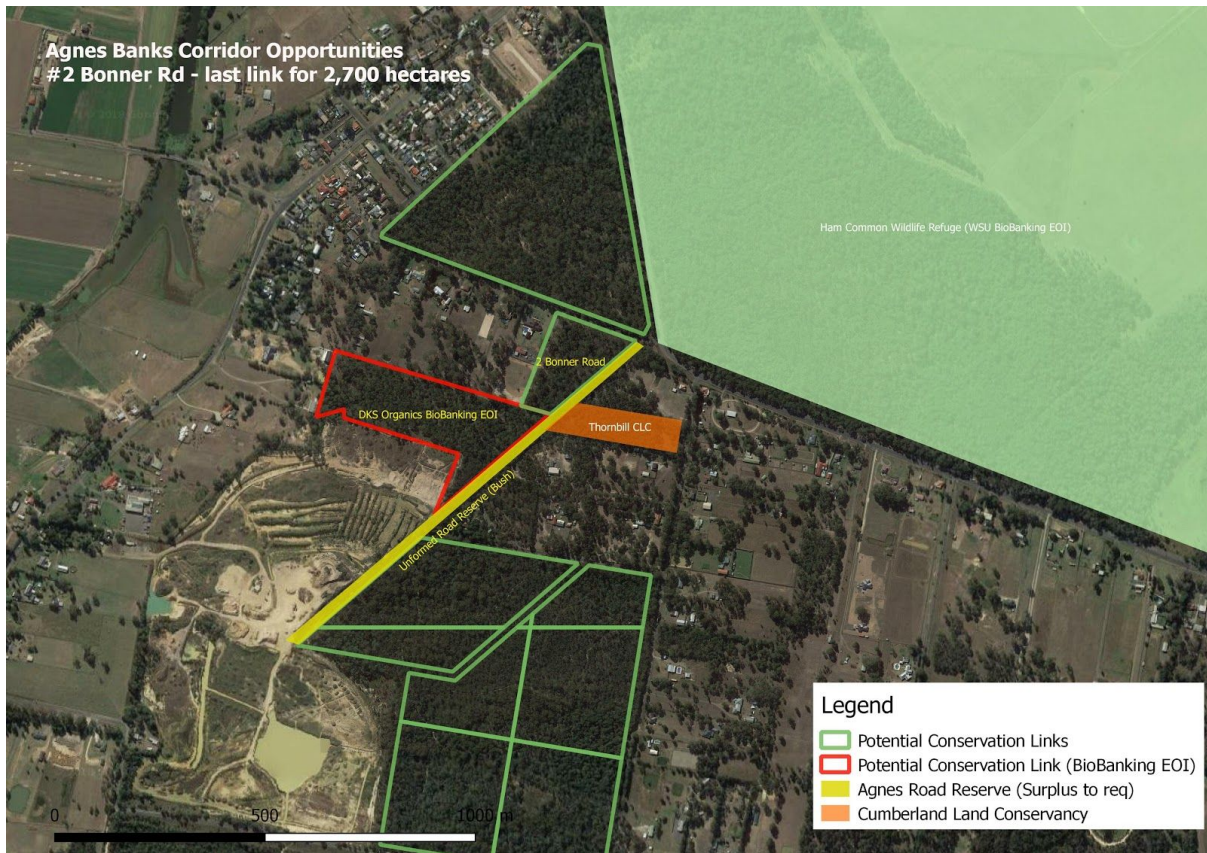 Agnes Banks Corridor Opportunities
#2 Bonner Rd - last link for 2,700 hectares
Ham Common Wildlife Refuge (WSU BioBanking EOI)
2 Bonner Road
DKS Organics BioBanking EOI
Thornbill CLC
Unformed Road Reserve (Bush)
Legend
Potential Conservation Links
Potential Conservation Link (BioBanking EOI)
Agnes Road Reserve (Surplus to req)
Cumberland Land Conservancy
0 500 1000 m